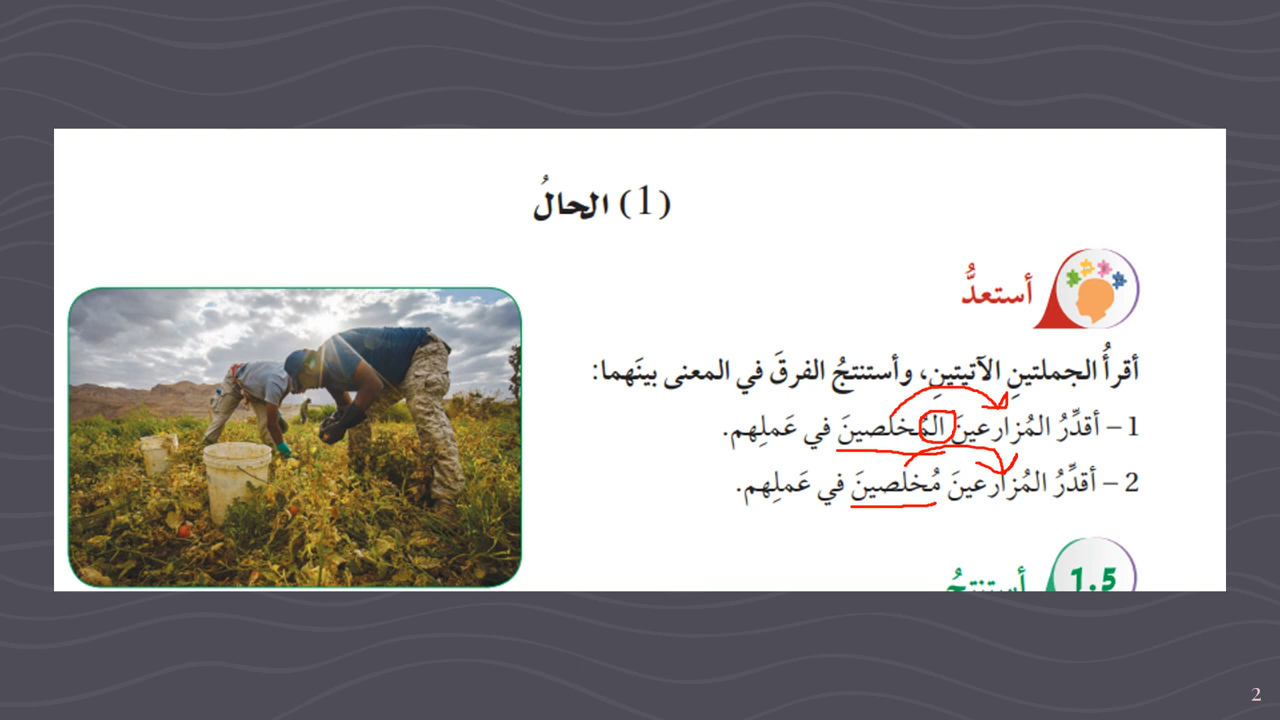 (1) الحالُ
أستعدُّ
أقرأُ الجملتينِ الآتيتينِ، وأستنتجُ الفرقَ في المعنى بينَهما:
1 – أقدِّرُ المُزارعينَ المُخلصينَ في عَملِهم.
2 – أقدِّرُ المُزارعينَ مُخلصينَ في عَملِهم.
1.5 أستنتجُ
2